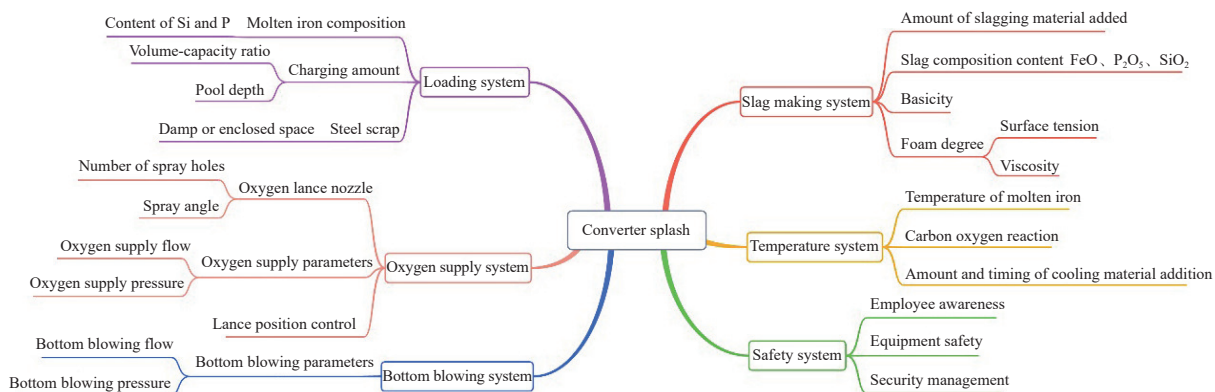 Content of Si and P
Molten iron composition
Volume-capacity ratio
Charging amount
Pool depth
Loading system
Damp or enclosed space
Steel scrap
Number of spray holes
Oxygen lance nozzle
Spray angle
Oxygen supply flow
Oxygen supply parameters
Oxygen supply pressure
Oxygen supply system
Lance position control
Bottom blowing flow
Bottom blowing parameters
Bottom blowing pressure
Bottom blowing system
Converter splash
Slag making system
Amount of slagging material added
Slag composition content FeO、P₂O₅、SiO₂
Basicity
Foam degree
Surface tension
Viscosity
Temperature system
Temperature of molten iron
Carbon oxygen reaction
Amount and timing of cooling material addition
Safety system
Employee awareness
Equipment safety
Security management